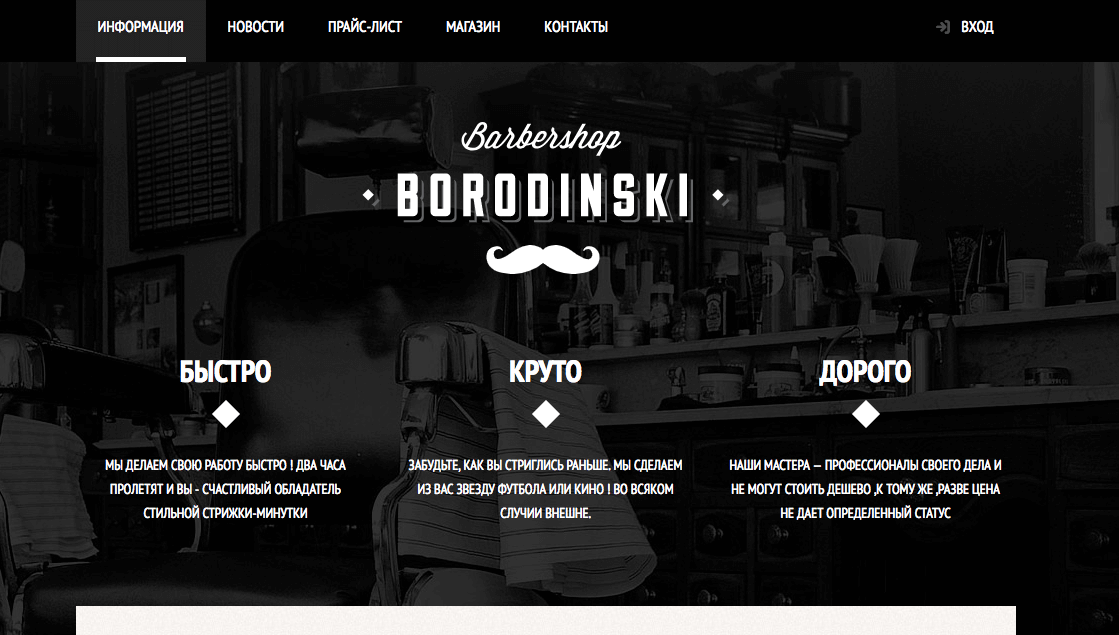 ИНФОРМАЦИЯ НОВОСТИ ПРАЙС-ЛИСТ МАГАЗИН КОНТАКТЫ ВХОД
Barbershop
BORODINSKI
БЫСТРО
МЫ ДЕЛАЕМ СВОЮ РАБОТУ БЫСТРО ! ДВА ЧАСА
ПРОЛЕТЯТ И ВЫ - СЧАСТЛИВЫЙ ОБЛАДАТЕЛЬ
СТИЛЬНОЙ СТРИЖКИ-МИНУТКИ
КРУТО
ЗАБУДЬТЕ, КАК ВЫ СТРИГЛИСЬ РАНЬШЕ. МЫ СДЕЛАЕМ
ИЗ ВАС ЗВЕЗДУ ФУТБОЛА ИЛИ КИНО ! ВО ВСЯКОМ
СЛУЧИИ ВНЕШНЕ.
ДОРОГО
НАШИ МАСТЕРА – ПРОФЕССИОНАЛЫ СВОЕГО ДЕЛА И
НЕ МОГУТ СТОИТЬ ДЕШЕВО ,К ТОМУ ЖЕ ,РАЗВЕ ЦЕНА
НЕ ДАЕТ ОПРЕДЕЛЕННЫЙ СТАТУС